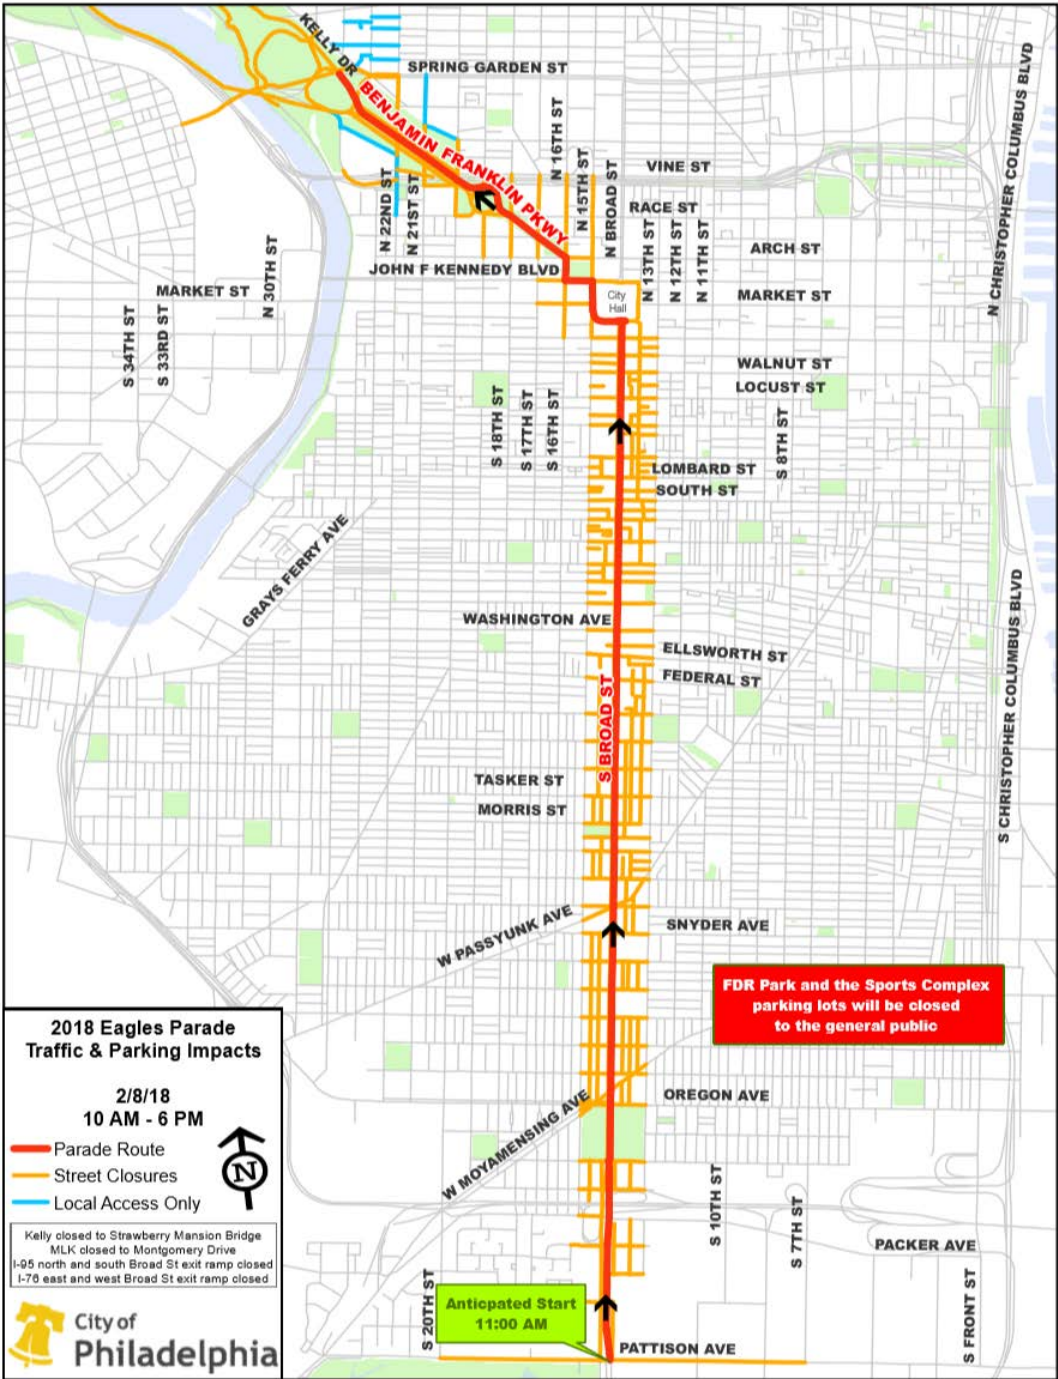 KELLY DR
SPRING GARDEN ST
BENJAMIN FRANKLIN PKWY
N 16TH ST
N 15TH ST
N BROAD ST
VINE ST
N 22ND ST
N 21ST ST
RACE ST
N 13TH ST
N 12TH ST
N 11TH ST
ARCH ST
N CHRISTOPHER COLUMBUS BLVD
N 30TH ST
JOHN F KENNEDY BLVD
MARKET ST
City
Hall
MARKET ST
S 34TH ST
S 33RD ST
WALNUT ST
LOCUST ST
S 18TH ST
S 17TH ST
S 16TH ST
S 8TH ST
LOMBARD ST
SOUTH ST
GRAYS FERRY AVE
WASHINGTON AVE
ELLSWORTH ST
FEDERAL ST
S BROAD ST
S CHRISTOPHER COLUMBUS BLVD
TASKER ST
MORRIS ST
W PASSYUNK AVE
SNYDER AVE
FDR Park and the Sports Complex
parking lots will be closed
to the general public
OREGON AVE
W MOYAMENSING AVE
S 10TH ST
S 7TH ST
PACKER AVE
S 20TH ST
Anticpated Start
11:00 AM
PATTISON AVE
S FRONT ST
2018 Eagles Parade
Traffic & Parking Impacts
2/8/18
10 AM - 6 PM
Parade Route
Street Closures
Local Access Only
N
Kelly closed to Strawberry Mansion Bridge
MLK closed to Montgomery Drive
I-95 north and south Broad St exit ramp closed
I-76 east and west Broad St exit ramp closed
City of
Philadelphia